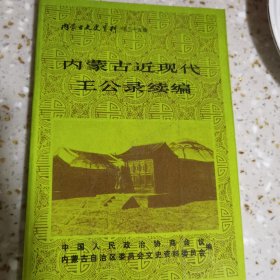 内蒙古文史资料
内蒙古近现代
王公录续编
中国人民政治协商会议
内蒙古自治区委员会文史资料委员会
编